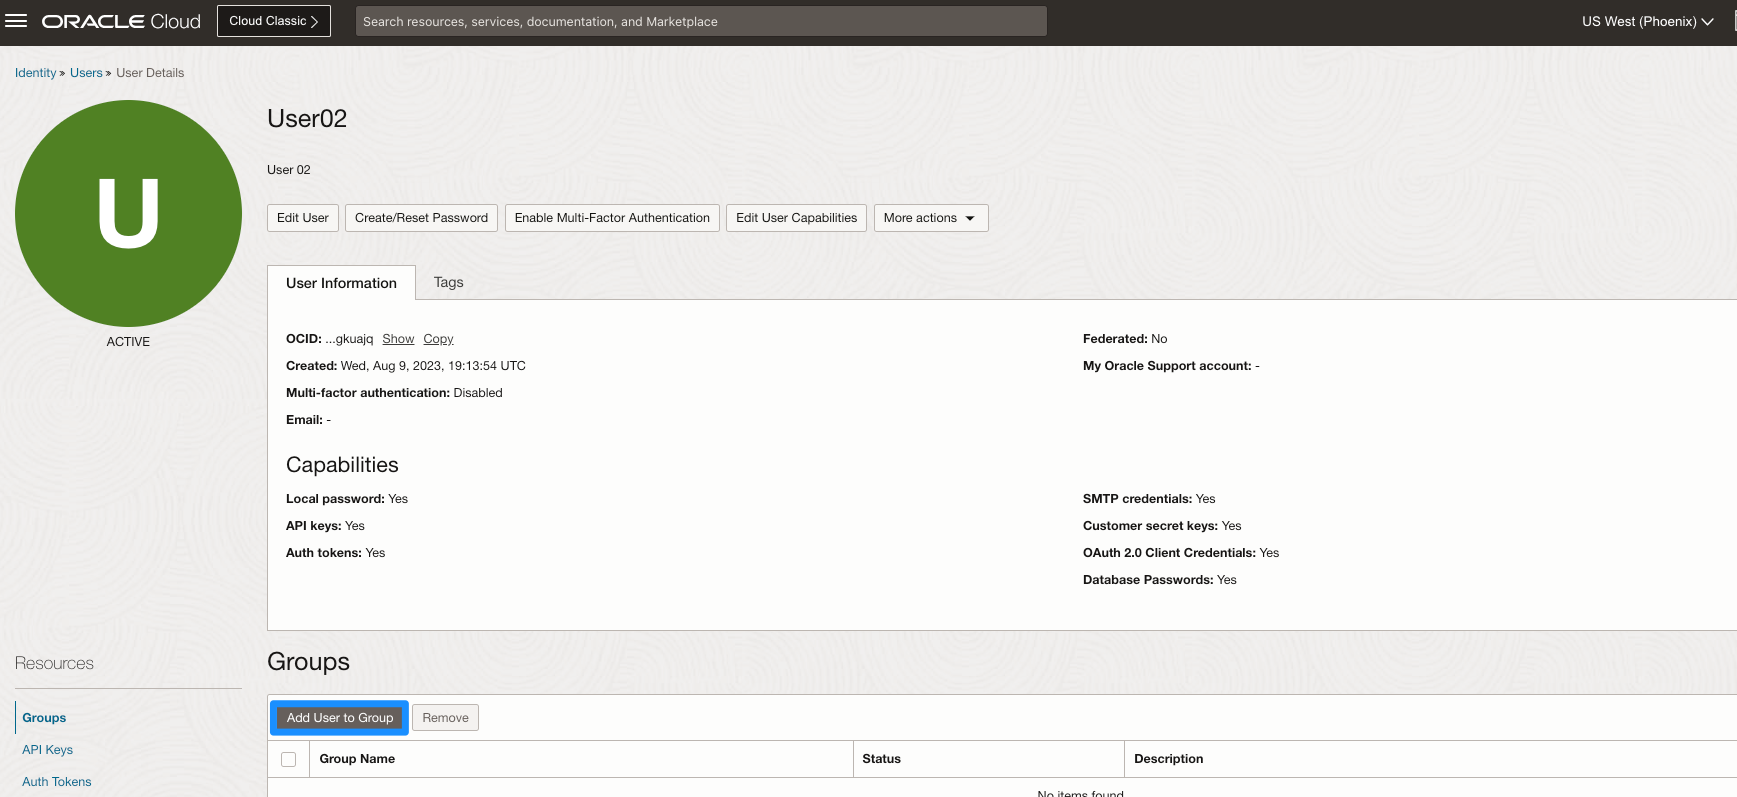 ORACLE Cloud
Cloud Classic
Search resources, services, documentation, and Marketplace
US West (Phoenix)
Identity » Users » User Details
U
ACTIVE
User02
User 02
Edit User
Create/Reset Password
Enable Multi-Factor Authentication
Edit User Capabilities
More actions
User Information
Tags
OCID: ...gkuajq Show Copy
Created: Wed, Aug 9, 2023, 19:13:54 UTC
Multi-factor authentication: Disabled
Email: -
Federated: No
My Oracle Support account: -
Capabilities
Local password: Yes
API keys: Yes
Auth tokens: Yes
SMTP credentials: Yes
Customer secret keys: Yes
OAuth 2.0 Client Credentials: Yes
Database Passwords: Yes
Resources
Groups
API Keys
Auth Tokens
Groups
Add User to Group
Remove
Group Name
Status
Description
No items found